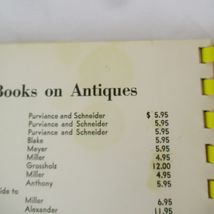 Books on Antiques
Purviance and Schneider $ 5.95
Purviance and Schneider 5.95
Purviance and Schneider 5.95
Blake 5.95
Meyer 5.95
Miller 4.95
Grossholz 12.00
Miller 4.95
Anthony 5.95
ide to
Miller 6.95
Alexander 11.95